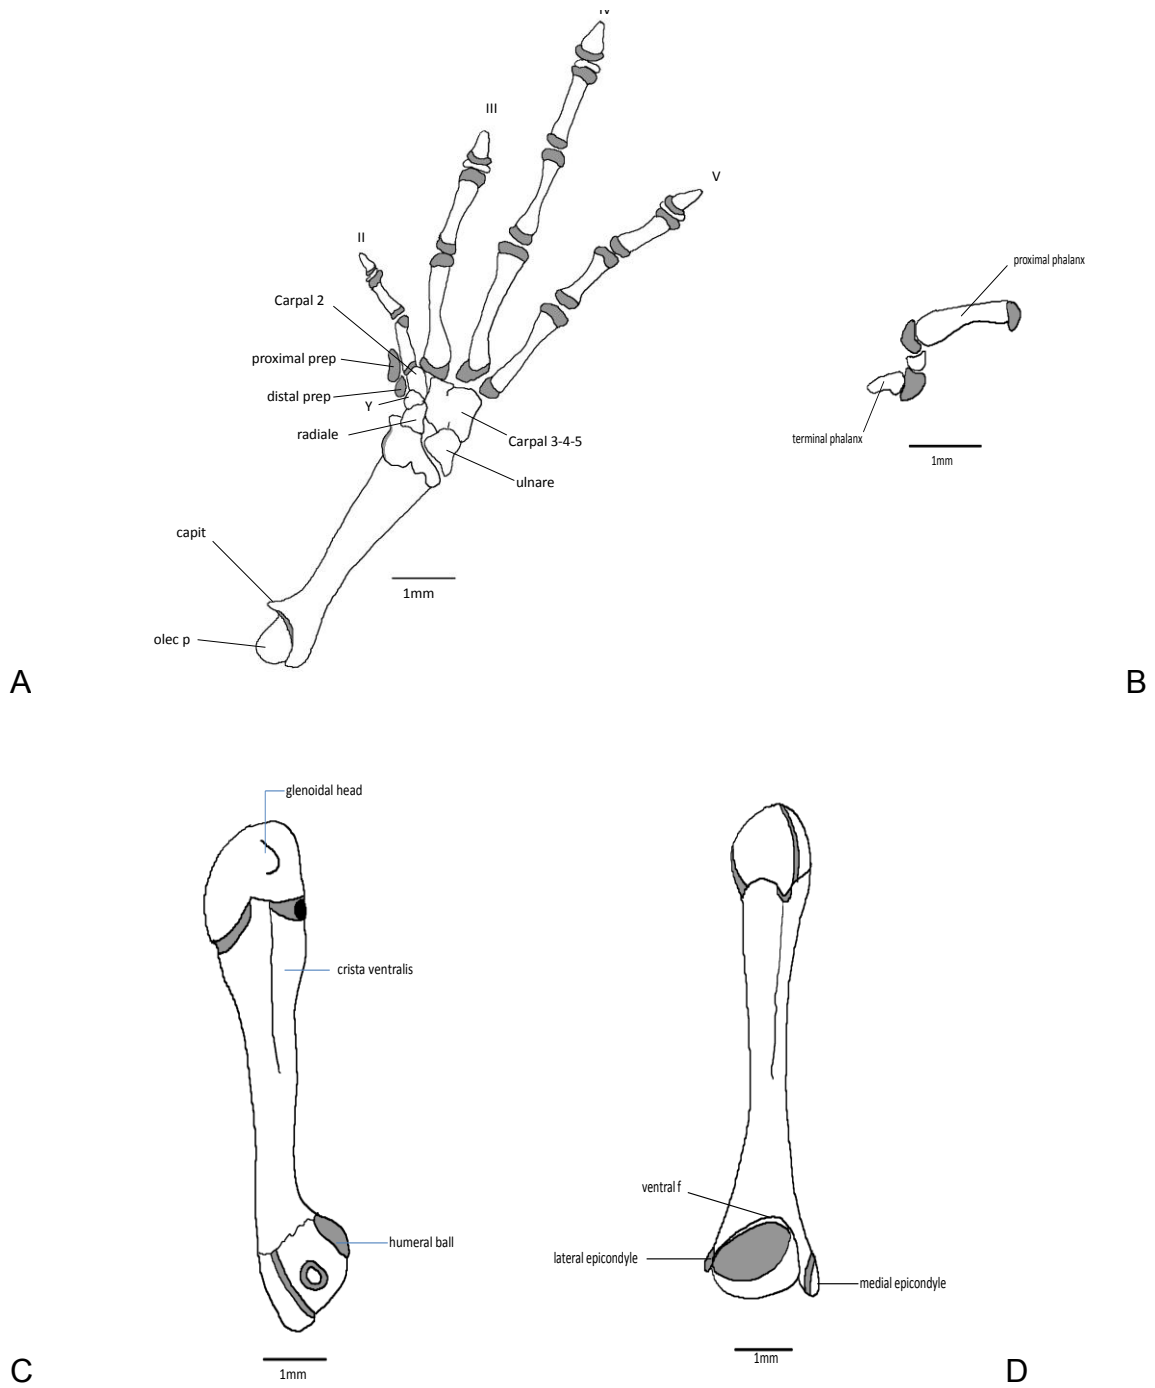 IV
III
V
II
proximal phalanx
Carpal 2
proximal prep
distal prep
Y
radiale
Carpal 3-4-5
terminal phalanx
1mm
ulnare
capit
1mm
olec p
A
B
glenoidal head
crista ventralis
ventral f
humeral ball
lateral epicondyle
medial epicondyle
1mm
1mm
C
D